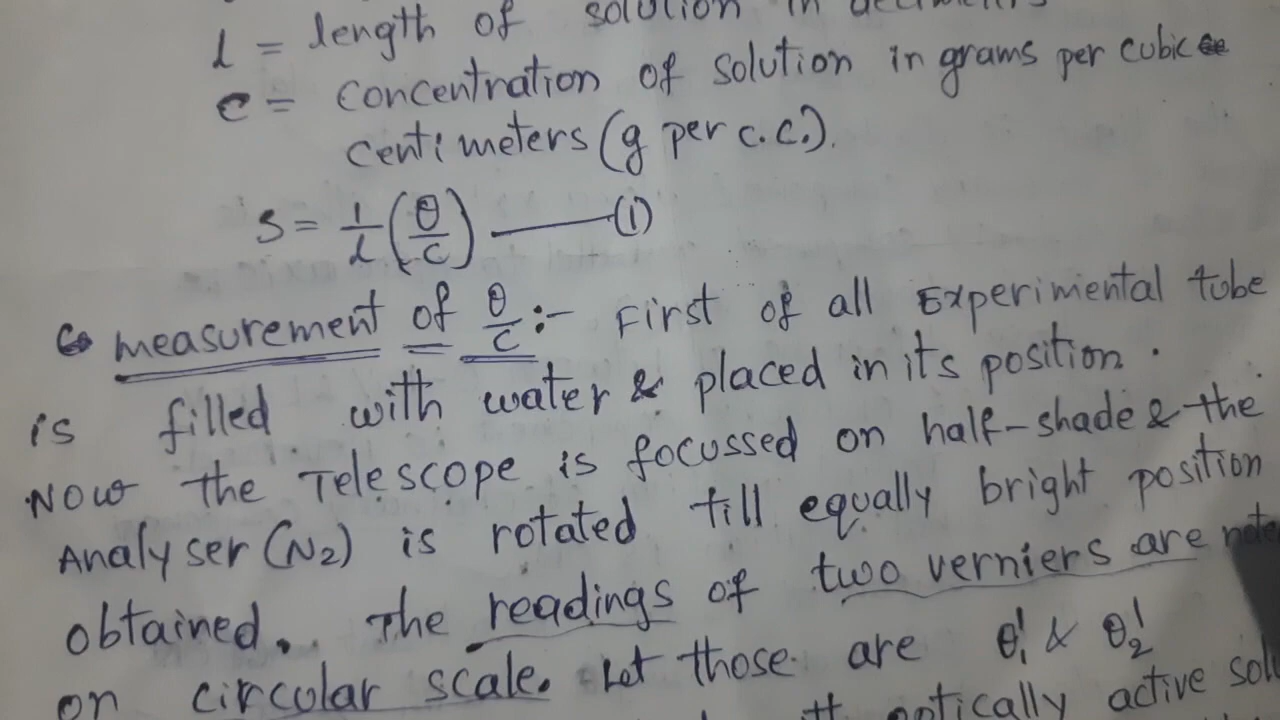 l = length of solution in
c = concentration of solution in grams per cubic
centimeters (g per c.c.).
S = 1/l (θ/c) —— (1)
measurement of θ/c :- First of all Experimental tube
is filled with water & placed in its position.
Now the Telescope is focussed on half-shade & the
Analyser (N₂) is rotated till equally bright position
obtained. The readings of two verniers are
on circular scale. Let those are θ₁' & θ₂'
optically active